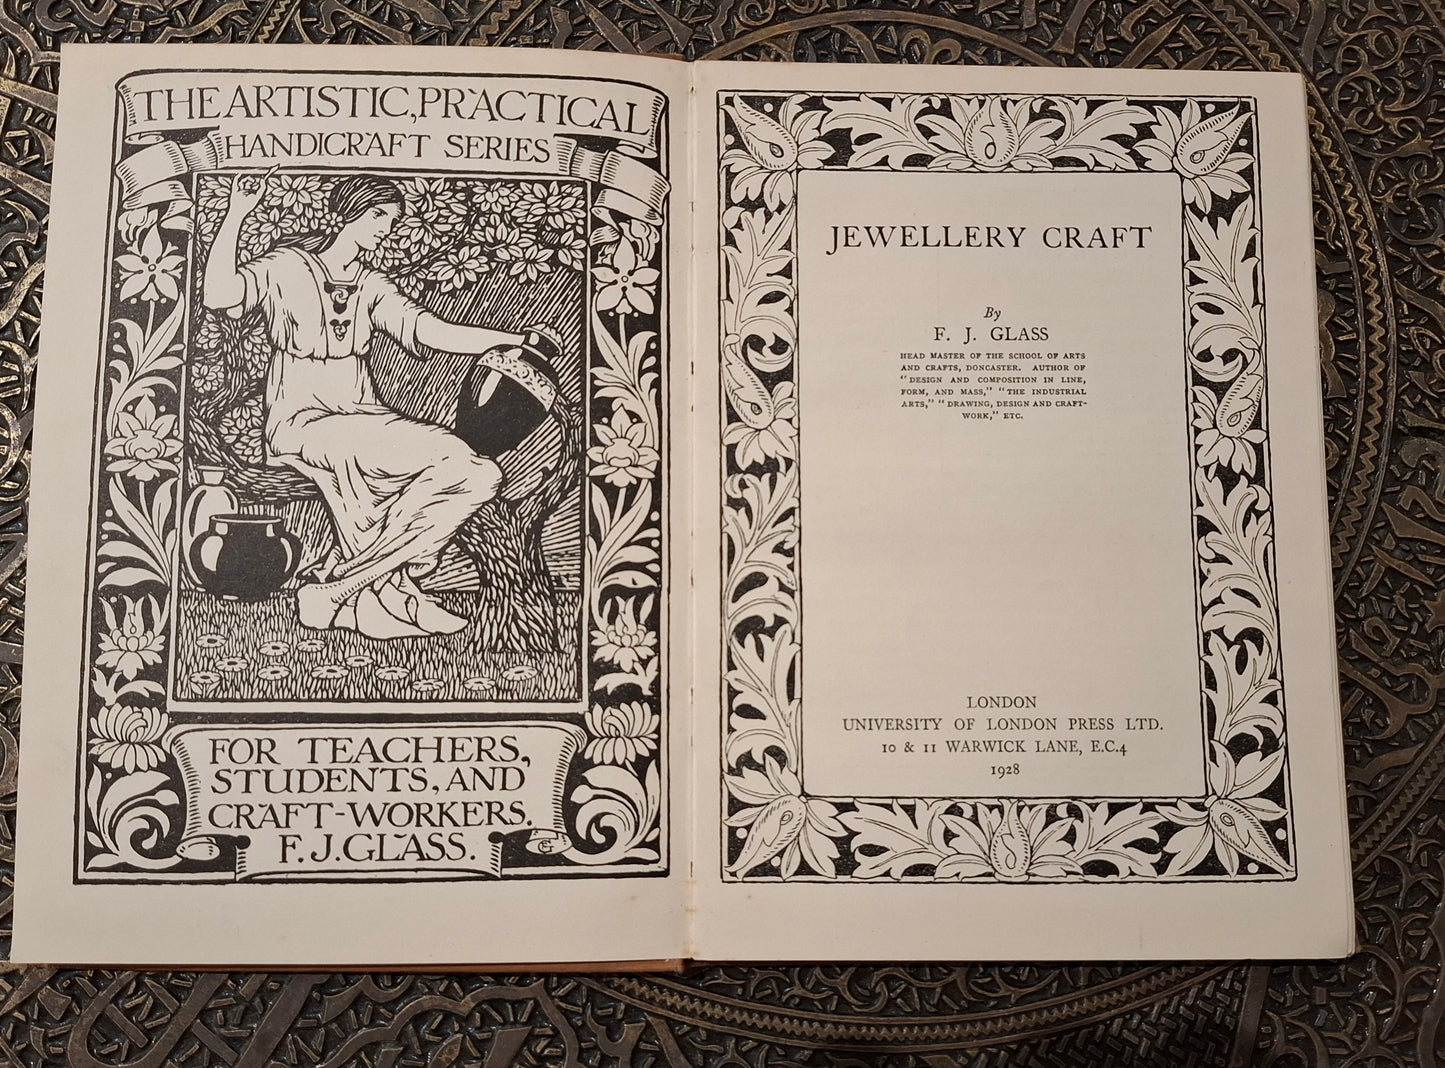 THE ARTISTIC, PRACTICAL
HANDICRAFT SERIES
FOR TEACHERS,
STUDENTS, AND
CRAFT-WORKERS.
F. J. GLASS.
JEWELLERY CRAFT
By
F. J. GLASS
HEAD MASTER OF THE SCHOOL OF ARTS
AND CRAFTS, DONCASTER. AUTHOR OF
"DESIGN AND COMPOSITION IN LINE,
FORM, AND MASS," "THE INDUSTRIAL
ARTS," "DRAWING, DESIGN AND CRAFT-
WORK," ETC.
LONDON
UNIVERSITY OF LONDON PRESS LTD.
10 & 11 WARWICK LANE, E.C.4
1928